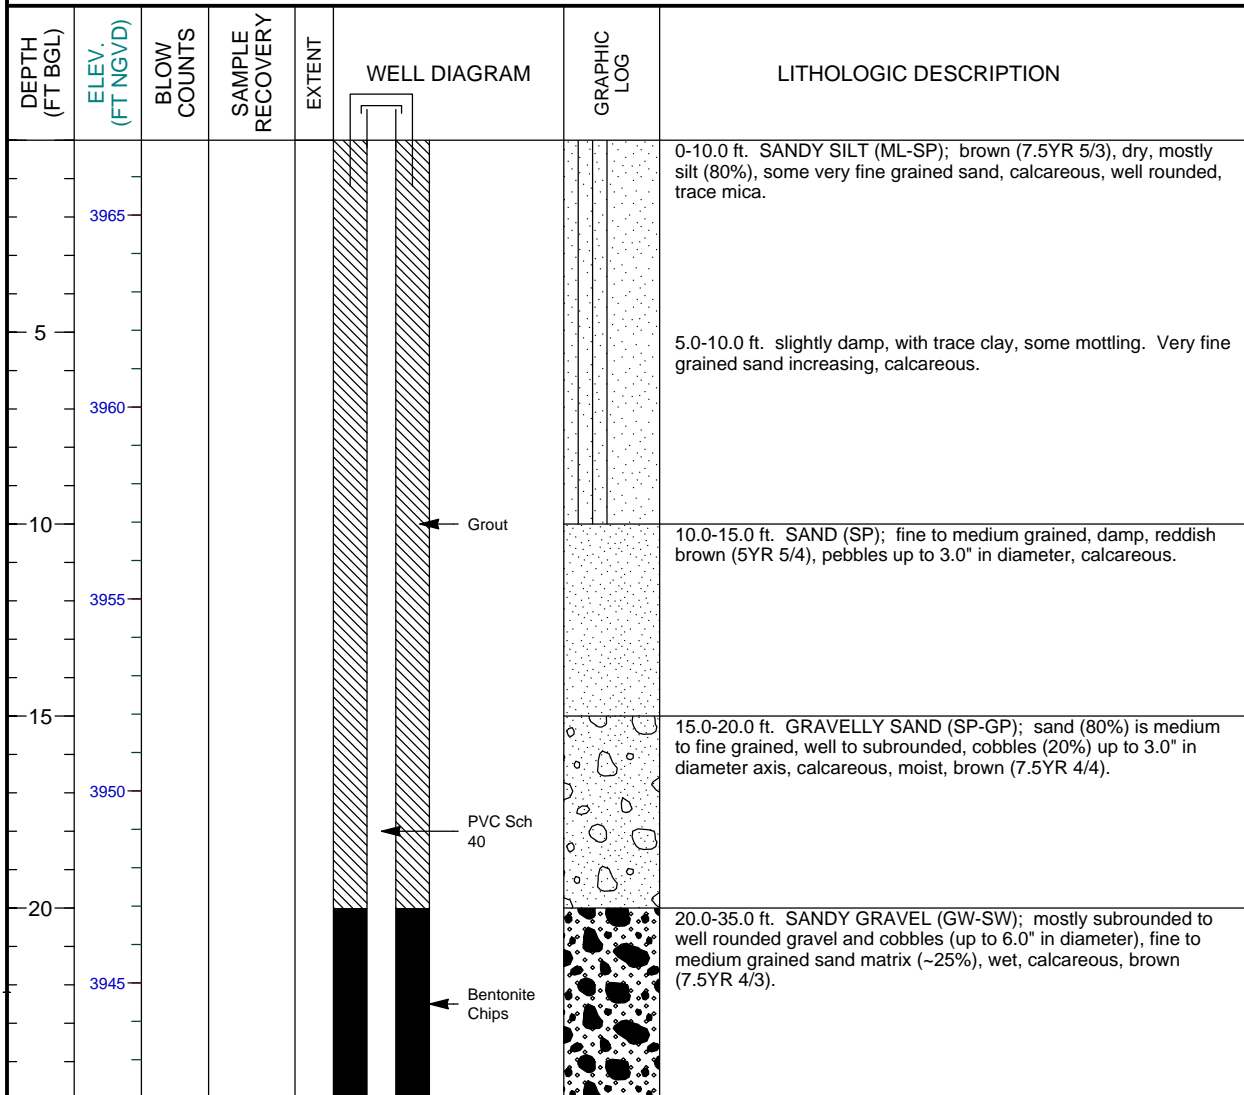 DEPTH
(FT BGL)
ELEV.
(FT NGVD)
BLOW
COUNTS
SAMPLE
RECOVERY
EXTENT
WELL DIAGRAM
GRAPHIC
LOG
LITHOLOGIC DESCRIPTION
0-10.0 ft.  SANDY SILT (ML-SP);  brown (7.5YR 5/3), dry, mostly
silt (80%), some very fine grained sand, calcareous, well rounded,
trace mica.
3965
5
5.0-10.0 ft.  slightly damp, with trace clay, some mottling.  Very fine
grained sand increasing, calcareous.
3960
10
Grout
10.0-15.0 ft.  SAND (SP);  fine to medium grained, damp, reddish
brown (5YR 5/4), pebbles up to 3.0" in diameter, calcareous.
3955
15
15.0-20.0 ft.  GRAVELLY SAND (SP-GP);  sand (80%) is medium
to fine grained, well to subrounded, cobbles (20%) up to 3.0" in
diameter axis, calcareous, moist, brown (7.5YR 4/4).
3950
PVC Sch
40
20
20.0-35.0 ft.  SANDY GRAVEL (GW-SW);  mostly subrounded to
well rounded gravel and cobbles (up to 6.0" in diameter), fine to
medium grained sand matrix (~25%), wet, calcareous, brown
(7.5YR 4/3).
3945
Bentonite
Chips